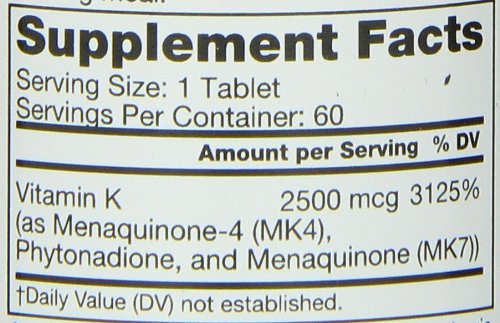 Supplement Facts
Serving Size: 1 Tablet
Servings Per Container: 60
Amount per Serving % DV
Vitamin K 2500 mcg 3125%
(as Menaquinone-4 (MK4),
Phytonadione, and Menaquinone (MK7))
†Daily Value (DV) not established.